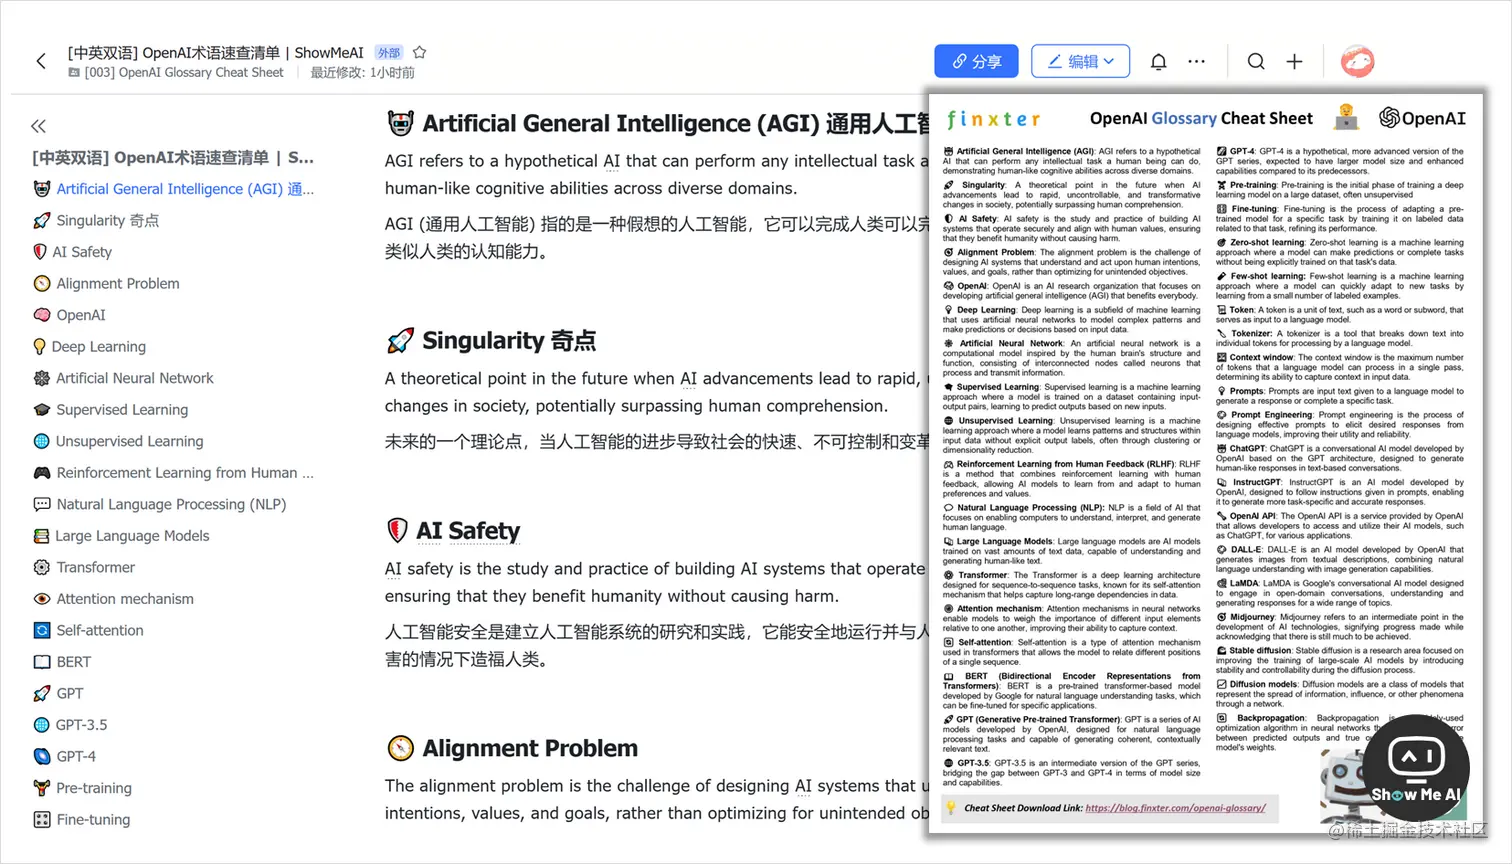 [中英双语] OpenAI术语速查清单 | ShowMeAI 外部
[003] OpenAI Glossary Cheat Sheet 最近修改: 1小时前
分享
编辑
[中英双语] OpenAI术语速查清单 | S...
Artificial General Intelligence (AGI) 通...
Singularity 奇点
AI Safety
Alignment Problem
OpenAI
Deep Learning
Artificial Neural Network
Supervised Learning
Unsupervised Learning
Reinforcement Learning from Human ...
Natural Language Processing (NLP)
Large Language Models
Transformer
Attention mechanism
Self-attention
BERT
GPT
GPT-3.5
GPT-4
Pre-training
Fine-tuning
Artificial General Intelligence (AGI) 通用人工智
AGI refers to a hypothetical AI that can perform any intellectual task a
human-like cognitive abilities across diverse domains.
AGI (通用人工智能) 指的是一种假想的人工智能，它可以完成人类可以完
类似人类的认知能力。
Singularity 奇点
A theoretical point in the future when AI advancements lead to rapid,
changes in society, potentially surpassing human comprehension.
未来的一个理论点，当人工智能的进步导致社会的快速、不可控制和变革
AI Safety
AI safety is the study and practice of building AI systems that operate
ensuring that they benefit humanity without causing harm.
人工智能安全是建立人工智能系统的研究和实践，它能安全地运行并与人
害的情况下造福人类。
Alignment Problem
The alignment problem is the challenge of designing AI systems that u
intentions, values, and goals, rather than optimizing for unintended ob
finxter
OpenAI Glossary Cheat Sheet
OpenAI
Artificial General Intelligence (AGI): AGI refers to a hypothetical
AI that can perform any intellectual task a human being can do,
demonstrating human-like cognitive abilities across diverse domains.
Singularity: A theoretical point in the future when AI
advancements lead to rapid, uncontrollable, and transformative
changes in society, potentially surpassing human comprehension.
AI Safety: AI safety is the study and practice of building AI
systems that operate securely and align with human values, ensuring
that they benefit humanity without causing harm.
Alignment Problem: The alignment problem is the challenge of
designing AI systems that understand and act upon human intentions,
values, and goals, rather than optimizing for unintended objectives.
OpenAI: OpenAI is an AI research organization that focuses on
developing artificial general intelligence (AGI) that benefits everybody.
Deep Learning: Deep learning is a subfield of machine learning
that uses artificial neural networks to model complex patterns and
make predictions or decisions based on input data.
Artificial Neural Network: An artificial neural network is a
computational model inspired by the human brain's structure and
function, consisting of interconnected nodes called neurons that
process and transmit information.
Supervised Learning: Supervised learning is a machine learning
approach where a model is trained on a dataset containing input-
output pairs, learning to predict outputs based on new inputs.
Unsupervised Learning: Unsupervised learning is a machine
learning approach where a model learns patterns and structures within
input data without explicit output labels, often through clustering or
dimensionality reduction.
Reinforcement Learning from Human Feedback (RLHF): RLHF
is a method that combines reinforcement learning with human
feedback, allowing AI models to learn from and adapt to human
preferences and values.
Natural Language Processing (NLP): NLP is a field of AI that
focuses on enabling computers to understand, interpret, and generate
human language.
Large Language Models: Large language models are AI models
trained on vast amounts of text data, capable of understanding and
generating human-like text.
Transformer: The Transformer is a deep learning architecture
designed for sequence-to-sequence tasks, known for its self-attention
mechanism that helps capture long-range dependencies in data.
Attention mechanism: Attention mechanisms in neural networks
enable models to weigh the importance of different input elements
relative to one another, improving their ability to capture context.
Self-attention: Self-attention is a type of attention mechanism
used in transformers that allows the model to relate different positions
of a single sequence.
BERT (Bidirectional Encoder Representations from
Transformers): BERT is a pre-trained transformer-based model
developed by Google for natural language understanding tasks, which
can be fine-tuned for specific applications.
GPT (Generative Pre-trained Transformer): GPT is a series of AI
models developed by OpenAI, designed for natural language
processing tasks and capable of generating coherent, contextually
relevant text.
GPT-3.5: GPT-3.5 is an intermediate version of the GPT series,
bridging the gap between GPT-3 and GPT-4 in terms of model size
and capabilities.
GPT-4: GPT-4 is a hypothetical, more advanced version of the
GPT series, expected to have larger model size and enhanced
capabilities compared to its predecessors.
Pre-training: Pre-training is the initial phase of training a deep
learning model on a large dataset, often unsupervised
Fine-tuning: Fine-tuning is the process of adapting a pre-
trained model for a specific task by training it on labeled data
related to that task, refining its performance.
Zero-shot learning: Zero-shot learning is a machine learning
approach where a model can make predictions or complete tasks
without being explicitly trained on that task's data.
Few-shot learning: Few-shot learning is a machine learning
approach where a model can quickly adapt to new tasks by
learning from a small number of labeled examples.
Token: A token is a unit of text, such as a word or subword, that
serves as input to a language model.
Tokenizer: A tokenizer is a tool that breaks down text into
individual tokens for processing by a language model.
Context window: The context window is the maximum number
of tokens that a language model can process in a single pass,
determining its ability to capture context in input data.
Prompts: Prompts are input text given to a language model to
generate a response or complete a specific task.
Prompt Engineering: Prompt engineering is the process of
designing effective prompts to elicit desired responses from
language models, improving their utility and reliability.
ChatGPT: ChatGPT is a conversational AI model developed by
OpenAI based on the GPT architecture, designed to generate
human-like responses in text-based conversations.
InstructGPT: InstructGPT is an AI model developed by
OpenAI, designed to follow instructions given in prompts, enabling
it to generate more task-specific and accurate responses.
OpenAI API: The OpenAI API is a service provided by OpenAI
that allows developers to access and utilize their AI models, such
as ChatGPT, for various applications.
DALL-E: DALL-E is an AI model developed by OpenAI that
generates images from textual descriptions, combining natural
language understanding with image generation capabilities.
LaMDA: LaMDA is Google's conversational AI model designed
to engage in open-domain conversations, understanding and
generating responses for a wide range of topics.
Midjourney: Midjourney refers to an intermediate point in the
development of AI technologies, signifying progress made while
acknowledging that there is still much to be achieved.
Stable diffusion: Stable diffusion is a research area focused on
improving the training of large-scale AI models by introducing
stability and controllability during the diffusion process.
Diffusion models: Diffusion models are a class of models that
represent the spread of information, influence, or other phenomena
through a network.
Backpropagation: Backpropagation is
optimization algorithm in neural networks
between predicted outputs and true
model's weights.
Cheat Sheet Download Link: https://blog.finxter.com/openai-glossary/
Show Me AI
@稀土掘金技术社区